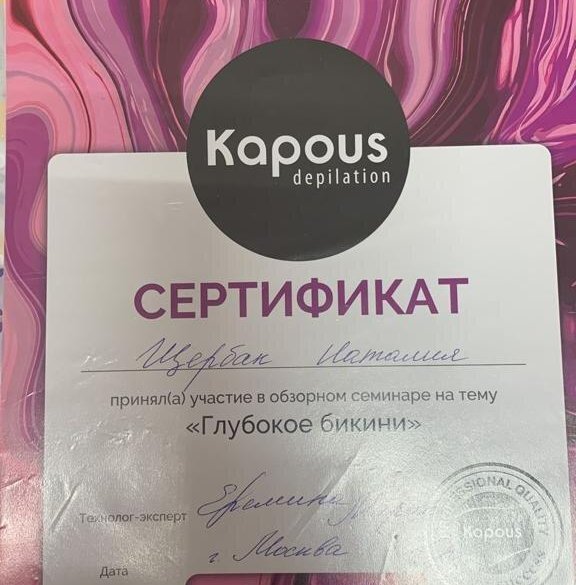 Kapous
depilation
СЕРТИФИКАТ
Щербак Наталия
принял(а) участие в обзорном семинаре на тему
«Глубокое бикини»
Технолог-эксперт
г. Москва
Дата
Kapous